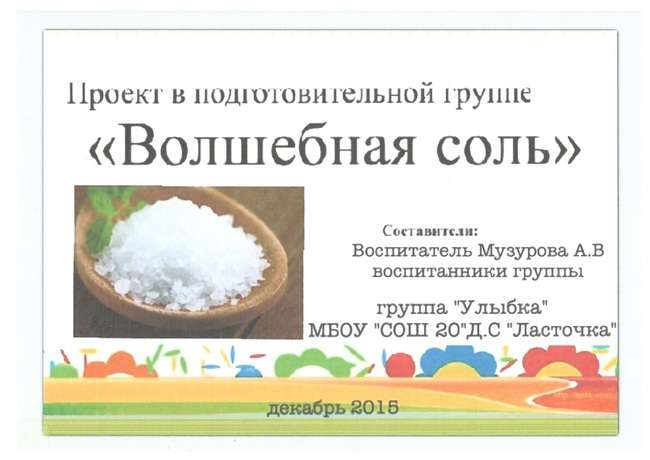 Проект в подготовительной группе
«Волшебная соль»
Составители:
Воспитатель Музурова А.В
воспитанники группы
группа "Улыбка"
МБОУ "СОШ 20"Д.С "Ласточка"
декабрь 2015